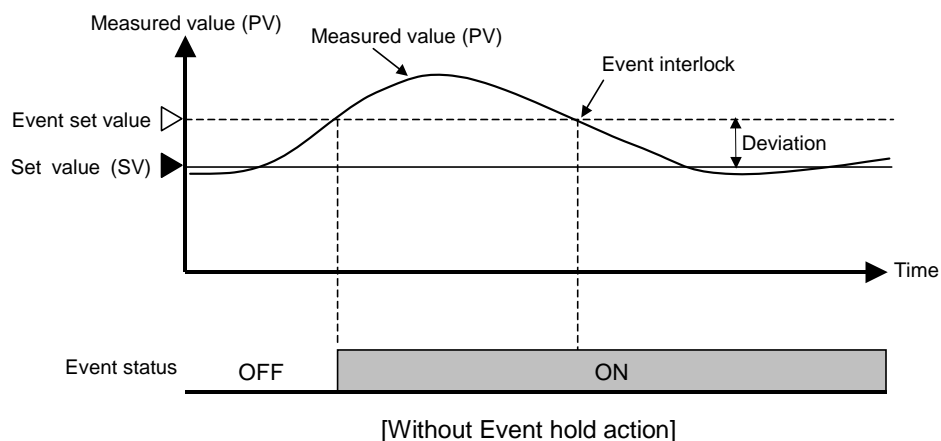 Measured value (PV)
Measured value (PV)
Event interlock
Event set value
Deviation
Set value (SV)
Time
Event status
OFF
ON
[Without Event hold action]